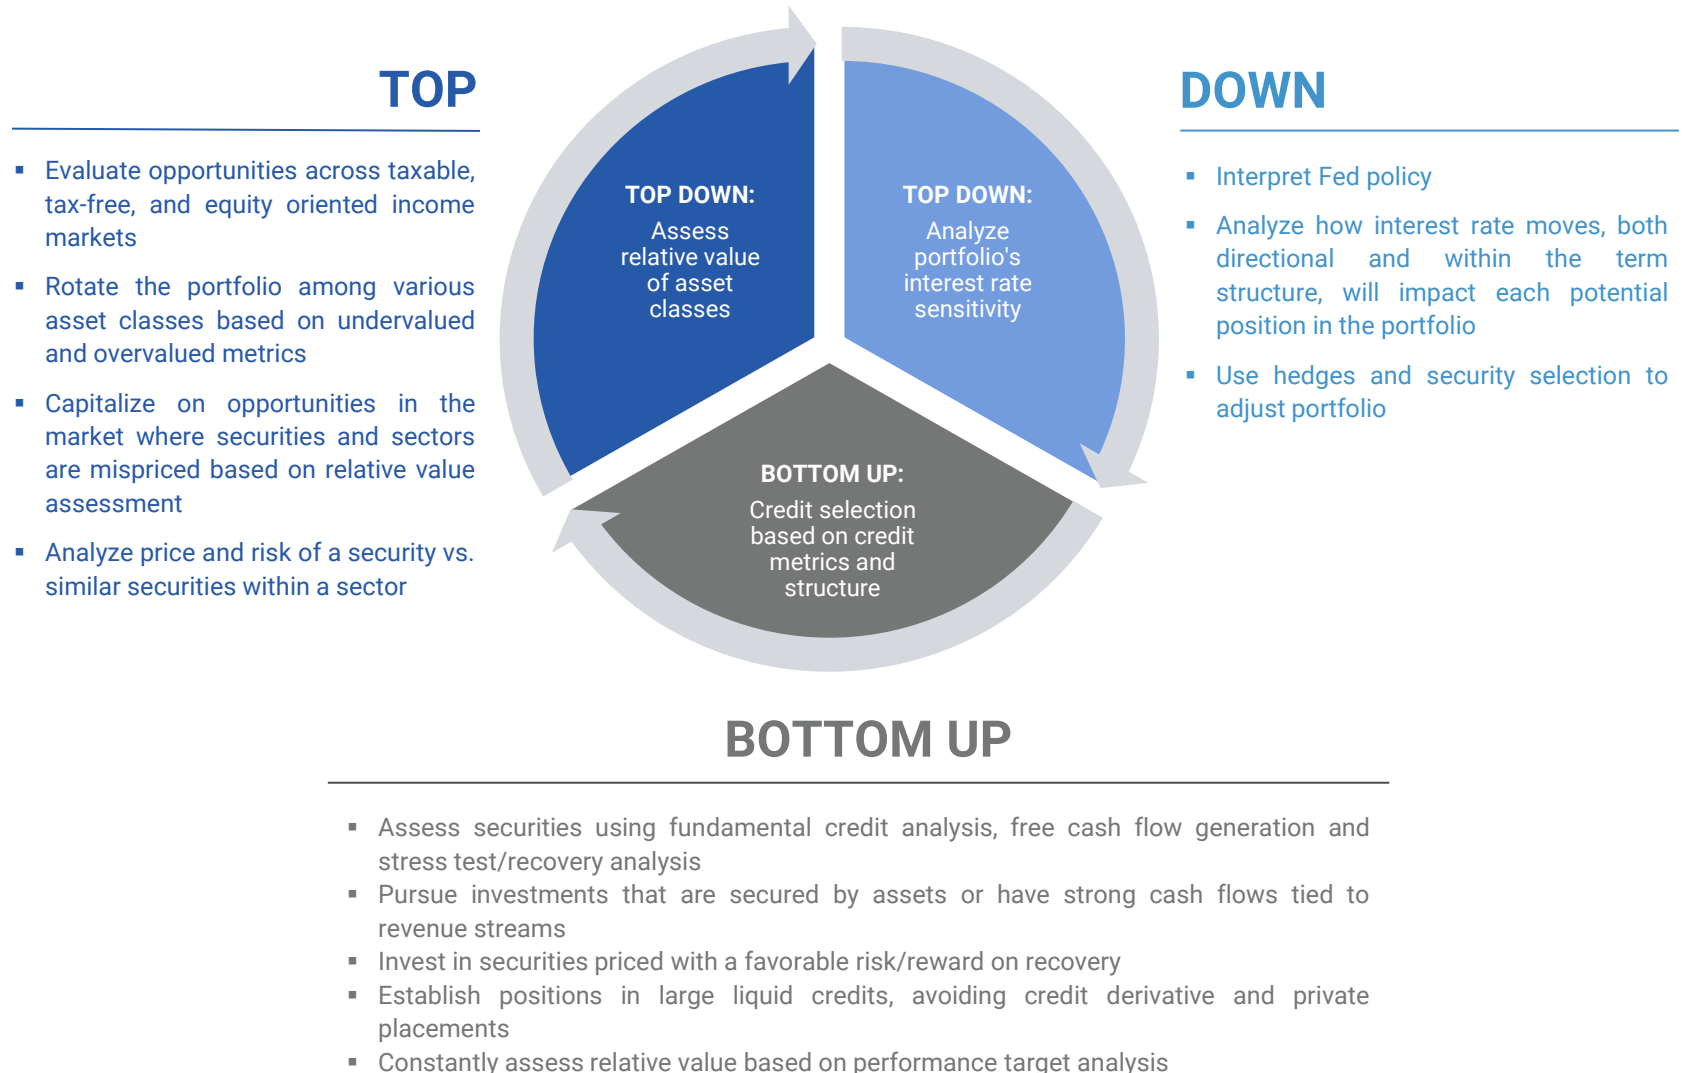 TOP
▪ Evaluate opportunities across taxable,
tax-free, and equity oriented income
markets
▪ Rotate the portfolio among various
asset classes based on undervalued
and overvalued metrics
▪ Capitalize on opportunities in the
market where securities and sectors
are mispriced based on relative value
assessment
▪ Analyze price and risk of a security vs.
similar securities within a sector
TOP DOWN:
Assess
relative value
of asset
classes
TOP DOWN:
Analyze
portfolio's
interest rate
sensitivity
BOTTOM UP:
Credit selection
based on credit
metrics and
structure
DOWN
▪ Interpret Fed policy
▪ Analyze how interest rate moves, both
directional and within the term
structure, will impact each potential
position in the portfolio
▪ Use hedges and security selection to
adjust portfolio
BOTTOM UP
▪ Assess securities using fundamental credit analysis, free cash flow generation and
stress test/recovery analysis
▪ Pursue investments that are secured by assets or have strong cash flows tied to
revenue streams
▪ Invest in securities priced with a favorable risk/reward on recovery
▪ Establish positions in large liquid credits, avoiding credit derivative and private
placements
▪ Constantly assess relative value based on performance target analysis